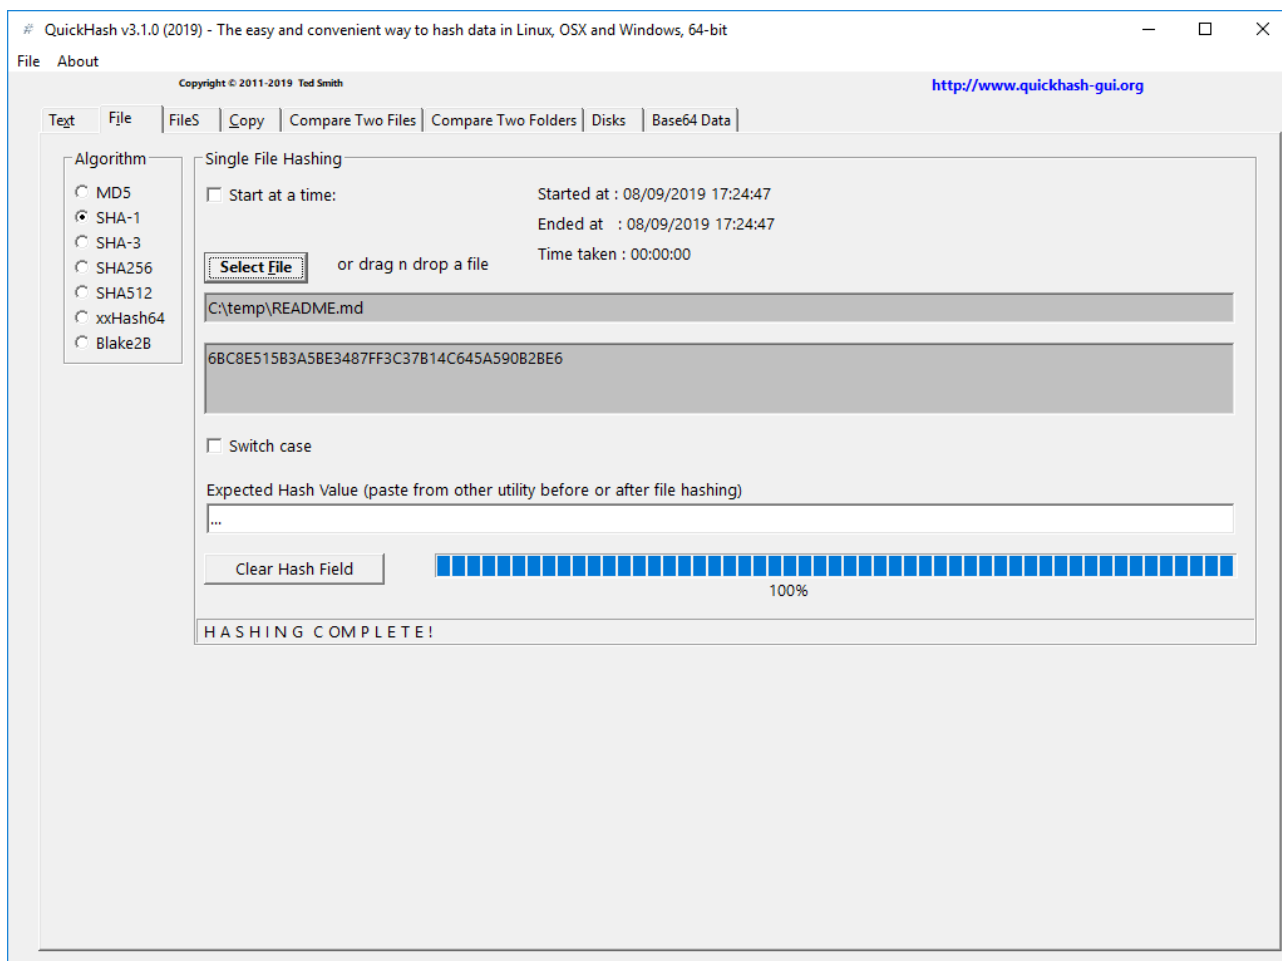 # QuickHash v3.1.0 (2019) - The easy and convenient way to hash data in Linux, OSX and Windows, 64-bit
File About
Copyright © 2011-2019 Ted Smith
http://www.quickhash-gui.org
Text File FileS Copy Compare Two Files Compare Two Folders Disks Base64 Data
Algorithm
MD5
SHA-1
SHA-3
SHA256
SHA512
xxHash64
Blake2B
Single File Hashing
Start at a time:
Started at : 08/09/2019 17:24:47
Ended at : 08/09/2019 17:24:47
Time taken : 00:00:00
Select File or drag n drop a file
C:\temp\README.md
6BC8E515B3A5BE3487FF3C37B14C645A590B2BE6
Switch case
Expected Hash Value (paste from other utility before or after file hashing)
...
Clear Hash Field
100%
H A S H I N G C O M P L E T E !